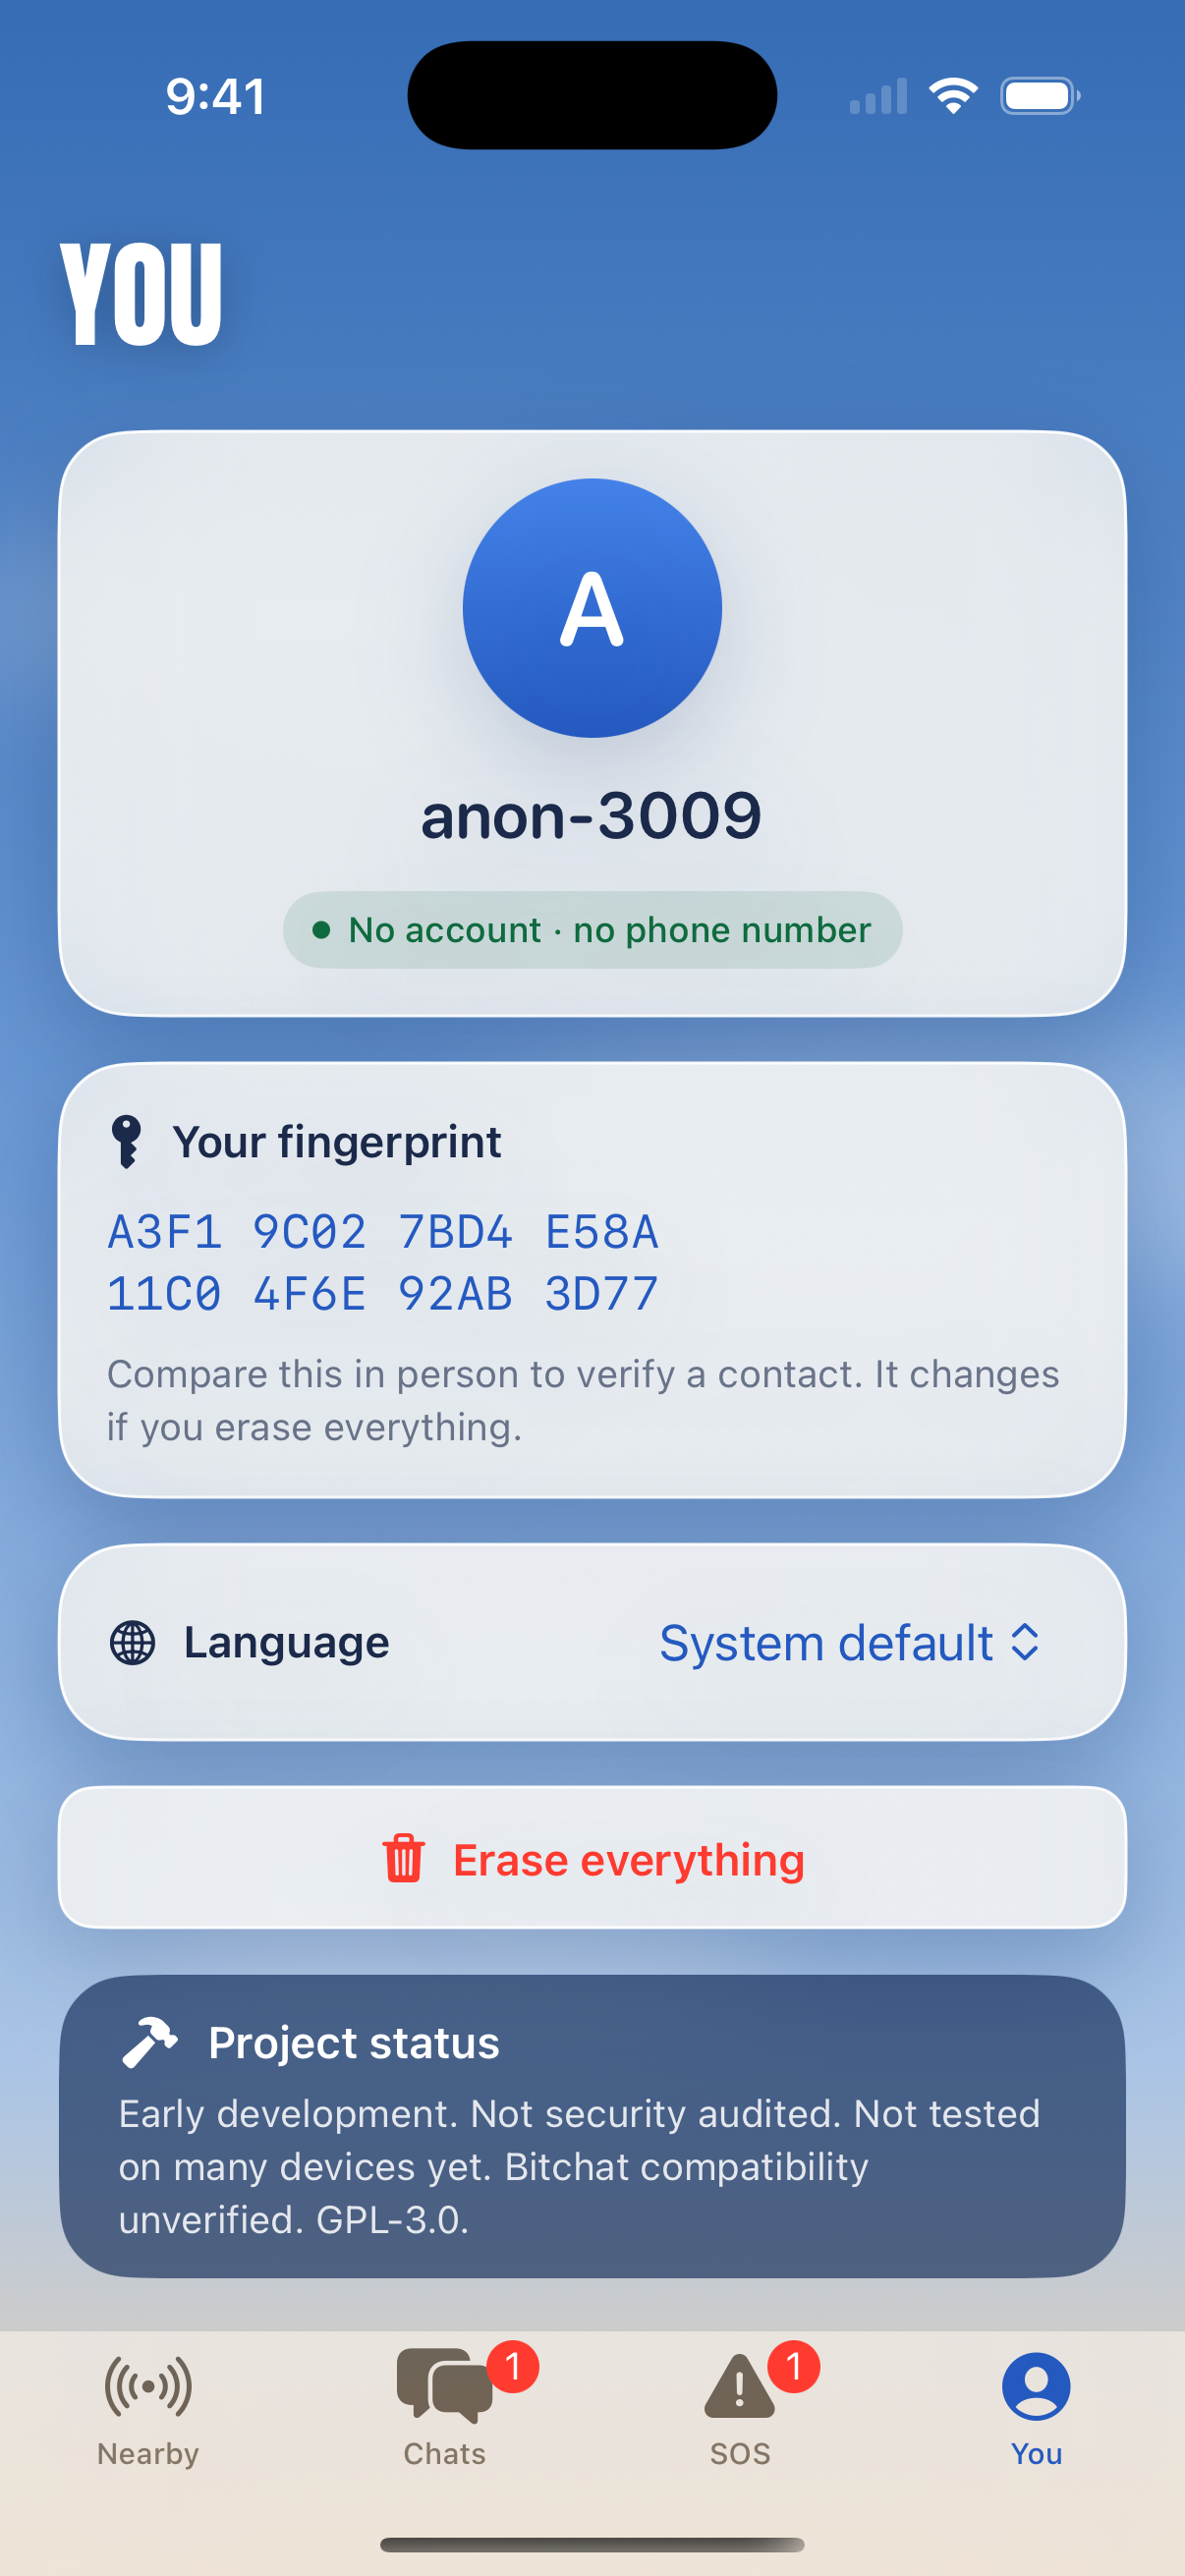 9:41
YOU
A
anon-3009
No account · no phone number
Your fingerprint
A3F1 9C02 7BD4 E58A
11C0 4F6E 92AB 3D77
Compare this in person to verify a contact. It changes
if you erase everything.
Language
System default
Erase everything
Project status
Early development. Not security audited. Not tested
on many devices yet. Bitchat compatibility
unverified. GPL-3.0.
1
1
Nearby
Chats
SOS
You